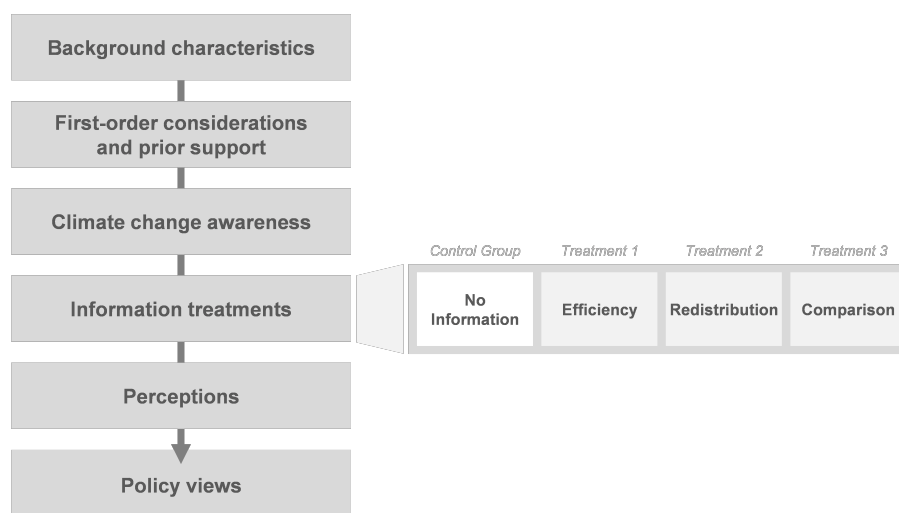 Background characteristics
First-order considerations
and prior support
Climate change awareness
Information treatments
Perceptions
Policy views
Control Group
Treatment 1
Treatment 2
Treatment 3
No
Information
Efficiency
Redistribution
Comparison